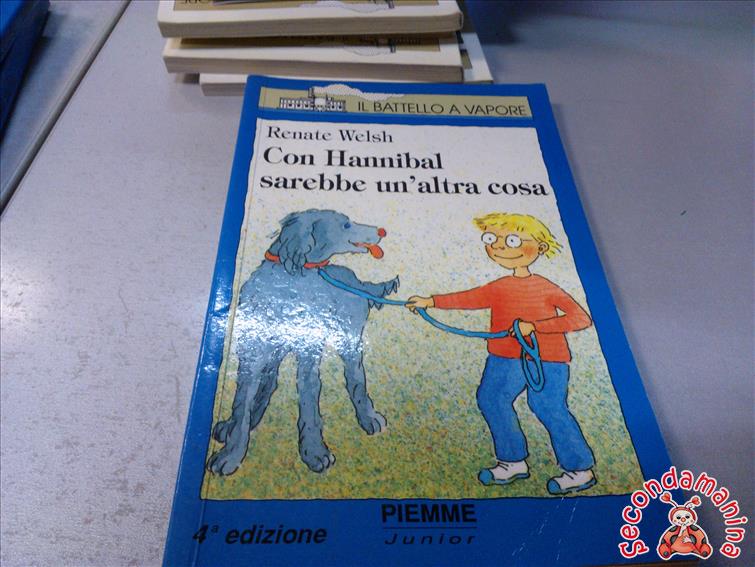 IL BATTELLO A VAPORE
Renate Welsh
Con Hannibal
sarebbe un'altra cosa
4ª edizione
PIEMME
Junior
secondamanina